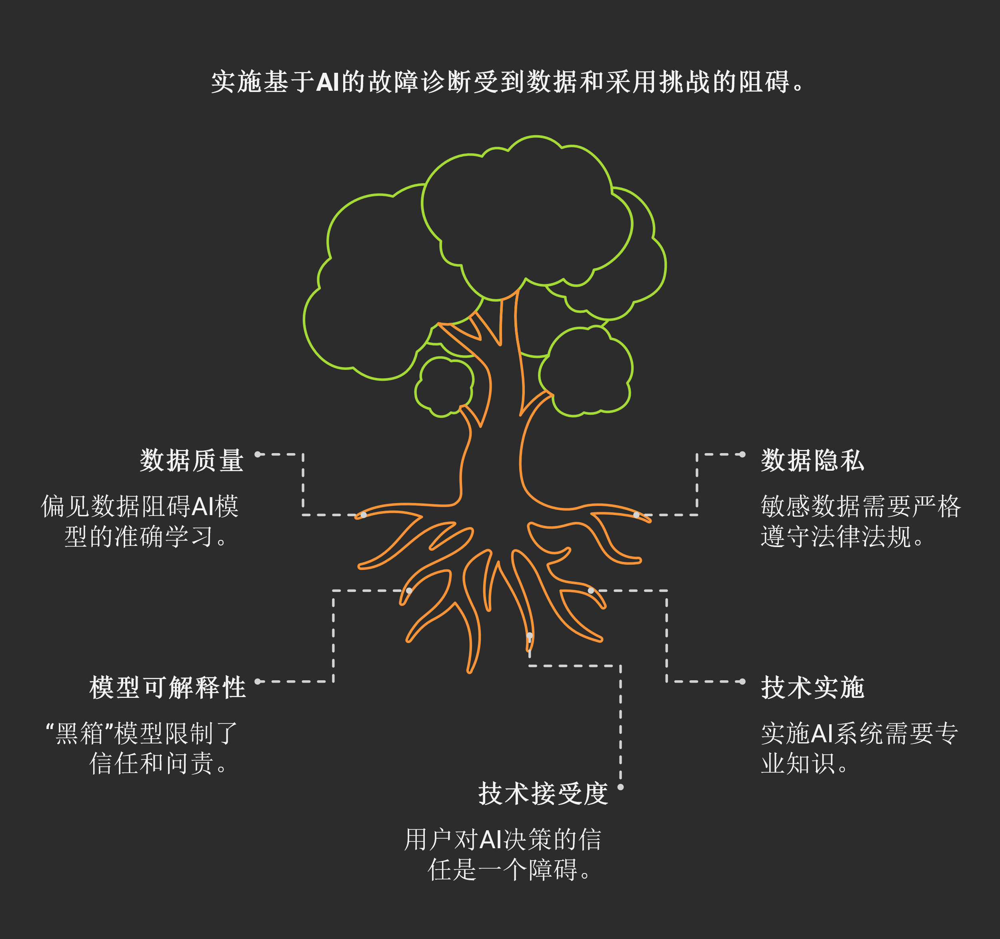 实施基于AI的故障诊断受到数据和采用挑战的阻碍。
数据质量
偏见数据阻碍AI模
型的准确学习。
数据隐私
敏感数据需要严格
遵守法律法规。
模型可解释性
“黑箱”模型限制了
信任和问责。
技术实施
实施AI系统需要专
业知识。
技术接受度
用户对AI决策的信
任是一个障碍。